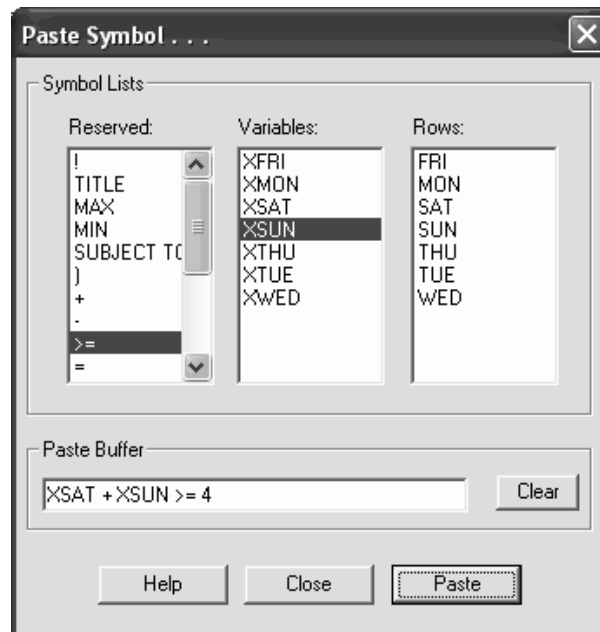 Paste Symbol . . .
Symbol Lists
Reserved:
!
TITLE
MAX
MIN
SUBJECT TO
)
+
-
>=
=
Variables:
XFRI
XMON
XSAT
XSUN
XTHU
XTUE
XWED
Rows:
FRI
MON
SAT
SUN
THU
TUE
WED
Paste Buffer
XSAT + XSUN >= 4
Clear
Help
Close
Paste